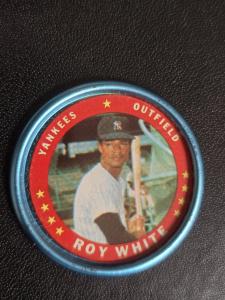 YANKEES ★ OUTFIELD
ROY WHITE